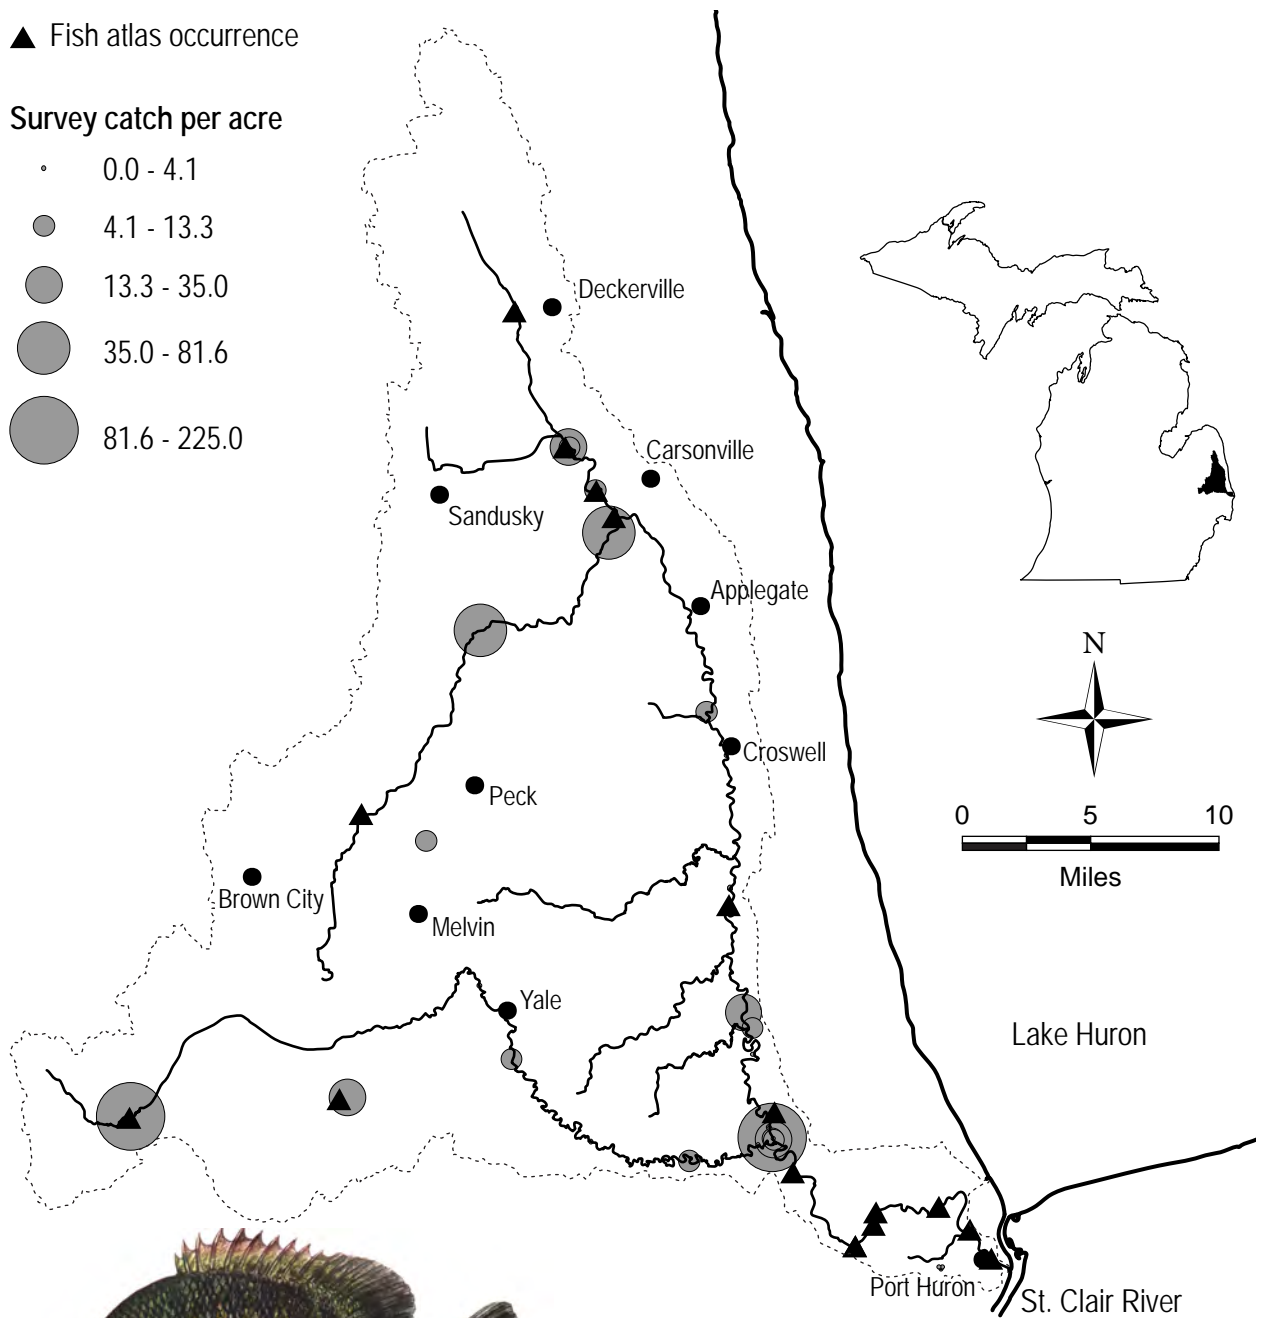 Fish atlas occurrence
Survey catch per acre
0.0 - 4.1
4.1 - 13.3
13.3 - 35.0
35.0 - 81.6
81.6 - 225.0
Deckerville
Carsonville
Sandusky
Applegate
N
Croswell
Peck
0 5 10
Miles
Brown City
Melvin
Yale
Lake Huron
Port Huron
St. Clair River